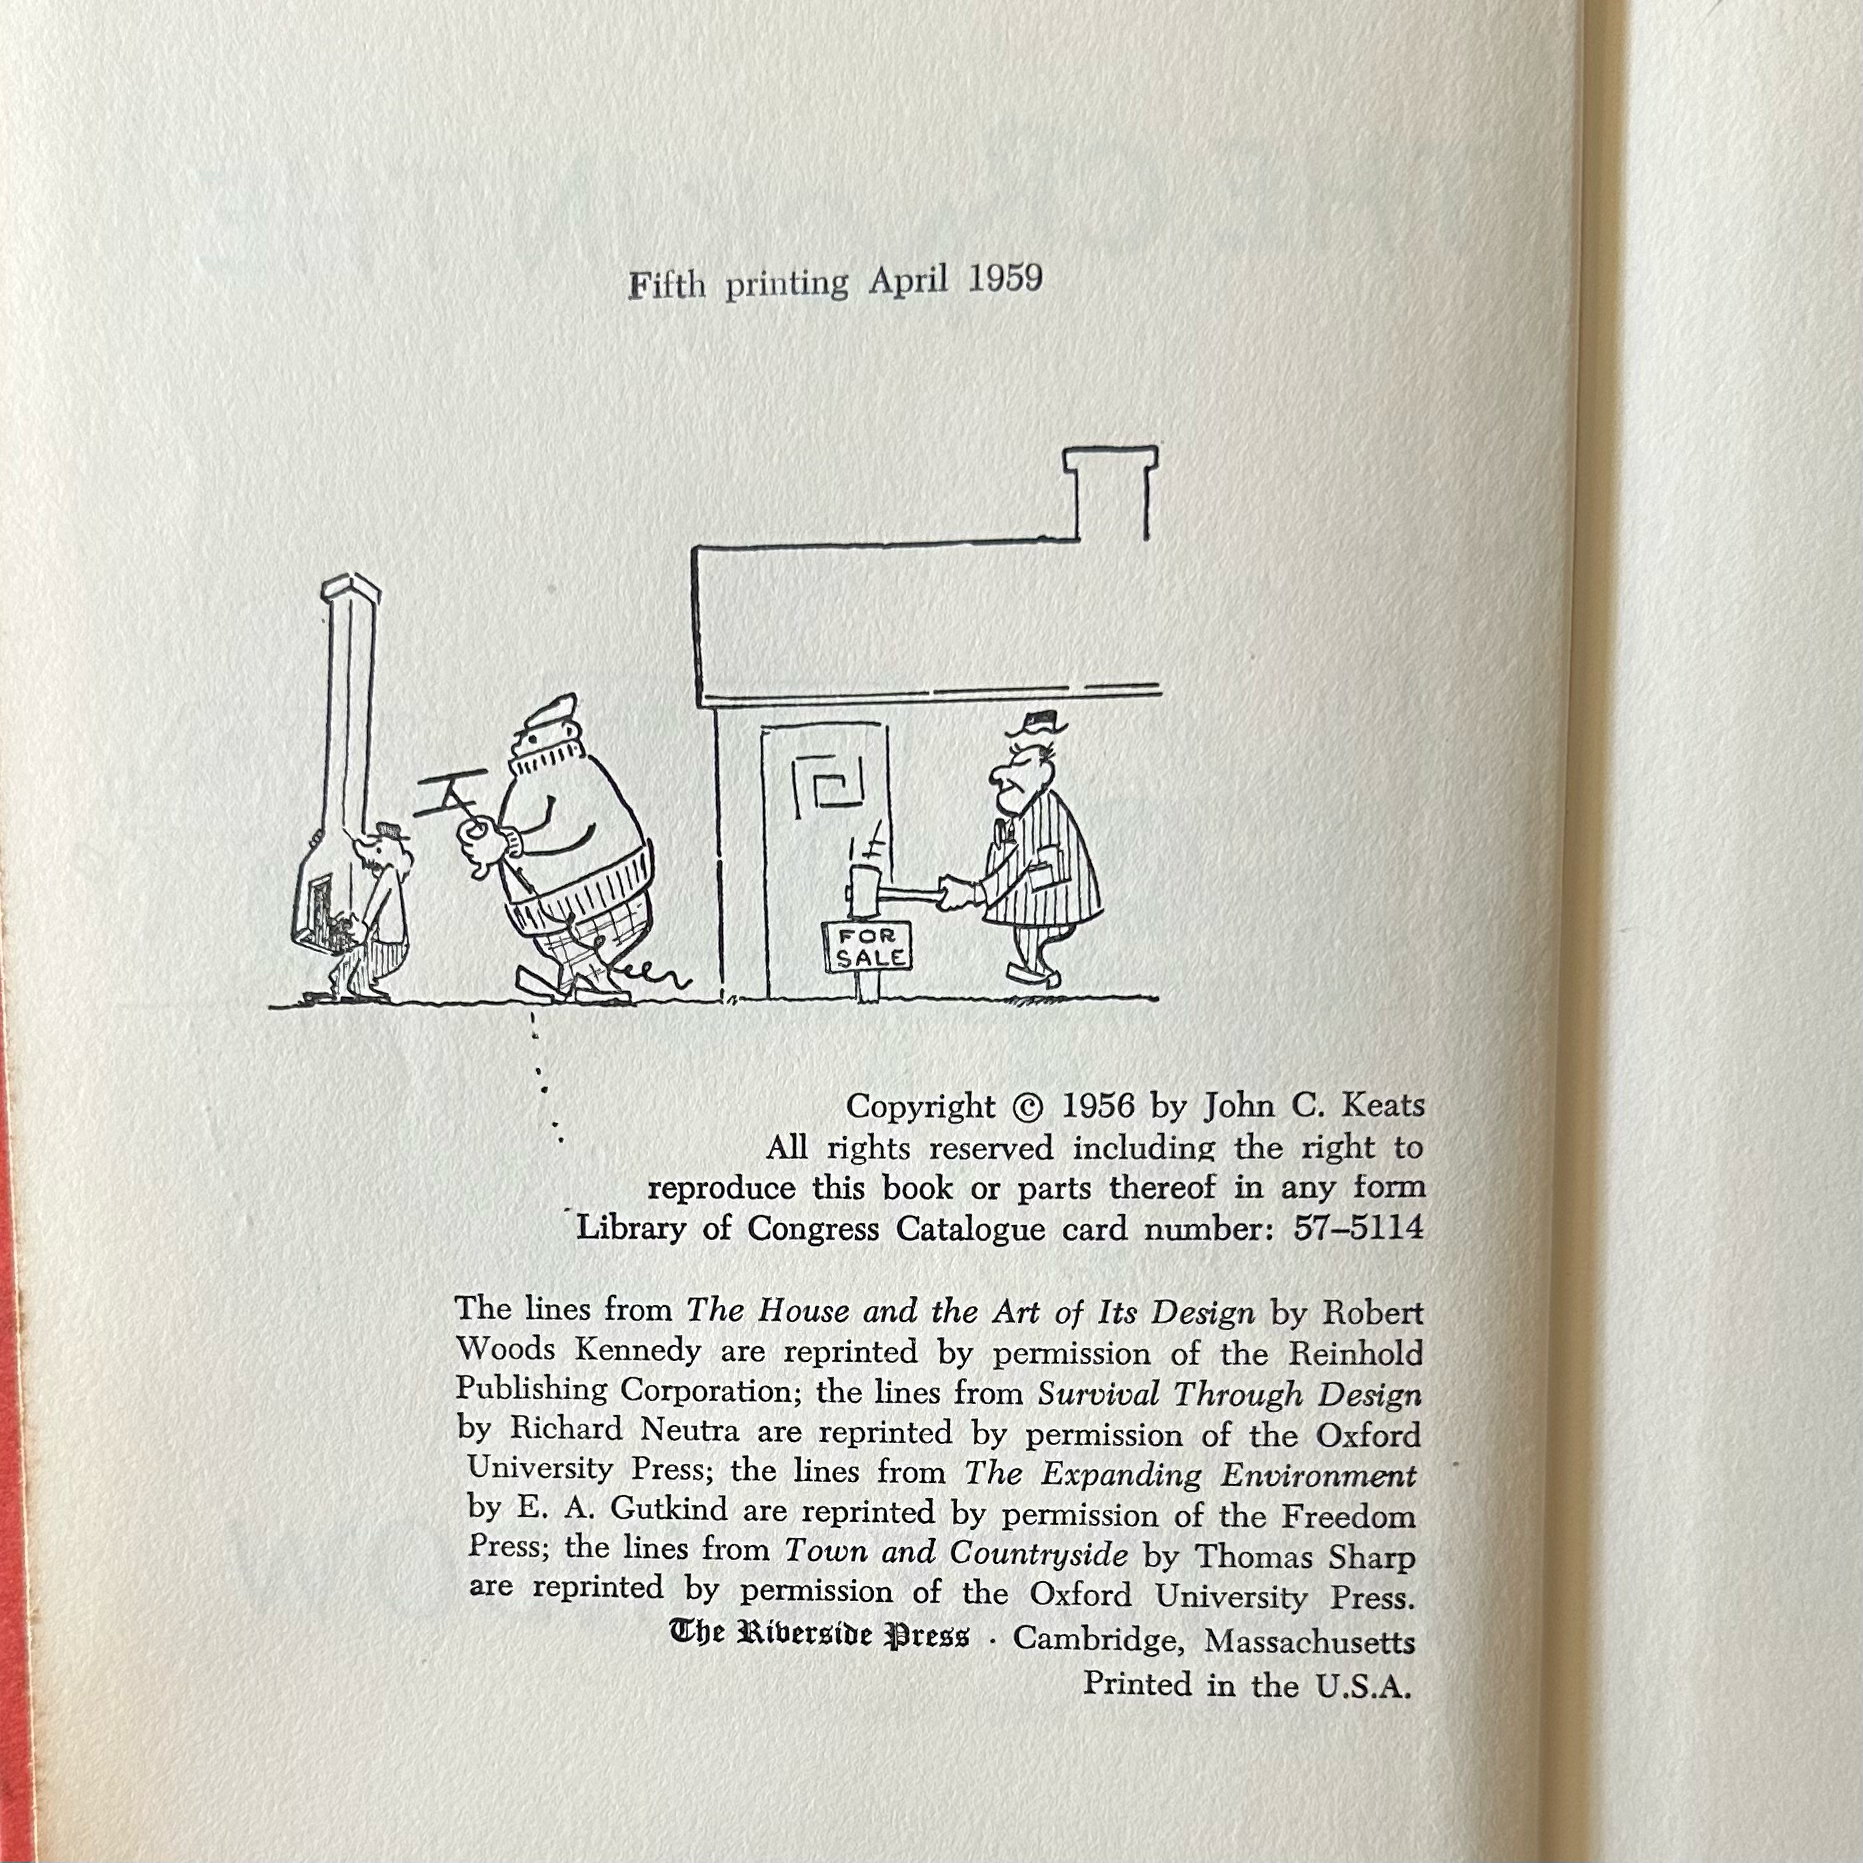 Fifth printing April 1959
FOR
SALE
Copyright © 1956 by John C. Keats
All rights reserved including the right to
reproduce this book or parts thereof in any form
Library of Congress Catalogue card number: 57–5114
The lines from The House and the Art of Its Design by Robert
Woods Kennedy are reprinted by permission of the Reinhold
Publishing Corporation; the lines from Survival Through Design
by Richard Neutra are reprinted by permission of the Oxford
University Press; the lines from The Expanding Environment
by E. A. Gutkind are reprinted by permission of the Freedom
Press; the lines from Town and Countryside by Thomas Sharp
are reprinted by permission of the Oxford University Press.
The Riverside Press · Cambridge, Massachusetts
Printed in the U.S.A.